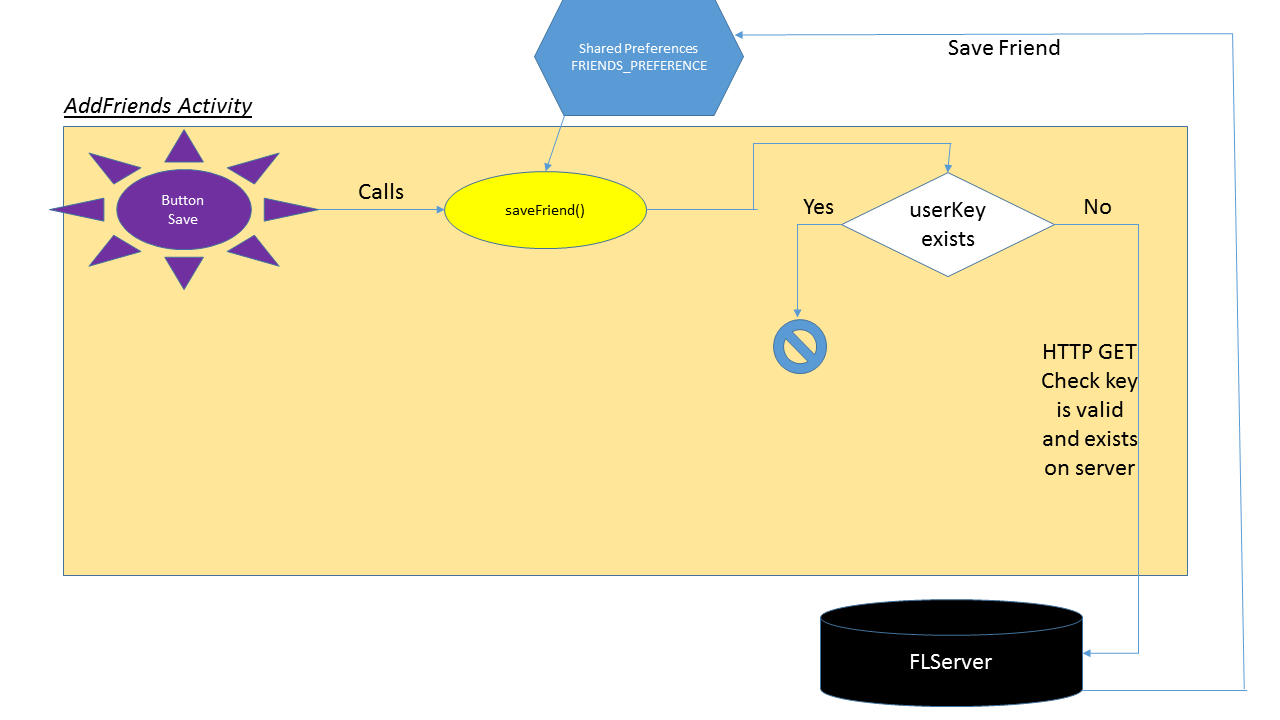 Shared Preferences
FRIENDS_PREFERENCE
Save Friend
AddFriends Activity
Button
Save
Calls
saveFriend()
Yes
userKey
exists
No
HTTP GET
Check key
is valid
and exists
on server
FLServer